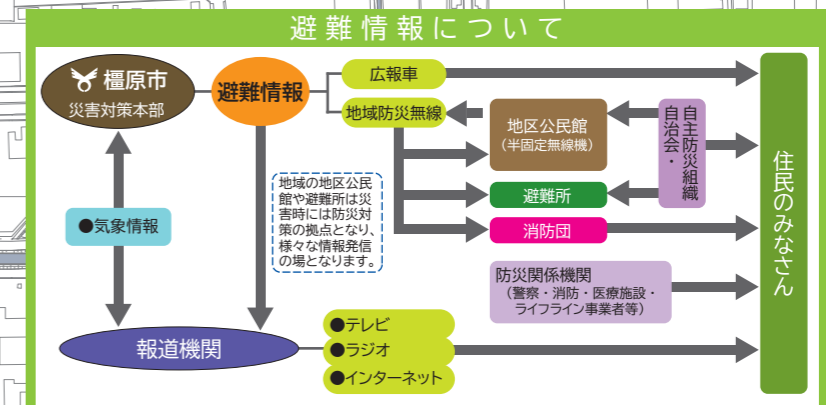 避難情報について
橿原市
災害対策本部
避難情報
広報車
地域防災無線
地区公民館
（半固定無線機）
自主防災組織
自治会・
避難所
消防団
地域の地区公民
館や避難所は災
害時には防災対
策の拠点となり、
様々な情報発信
の場となります。
●気象情報
防災関係機関
（警察・消防・医療施設・
ライフライン事業者等）
報道機関
●テレビ
●ラジオ
●インターネット
住民のみなさん